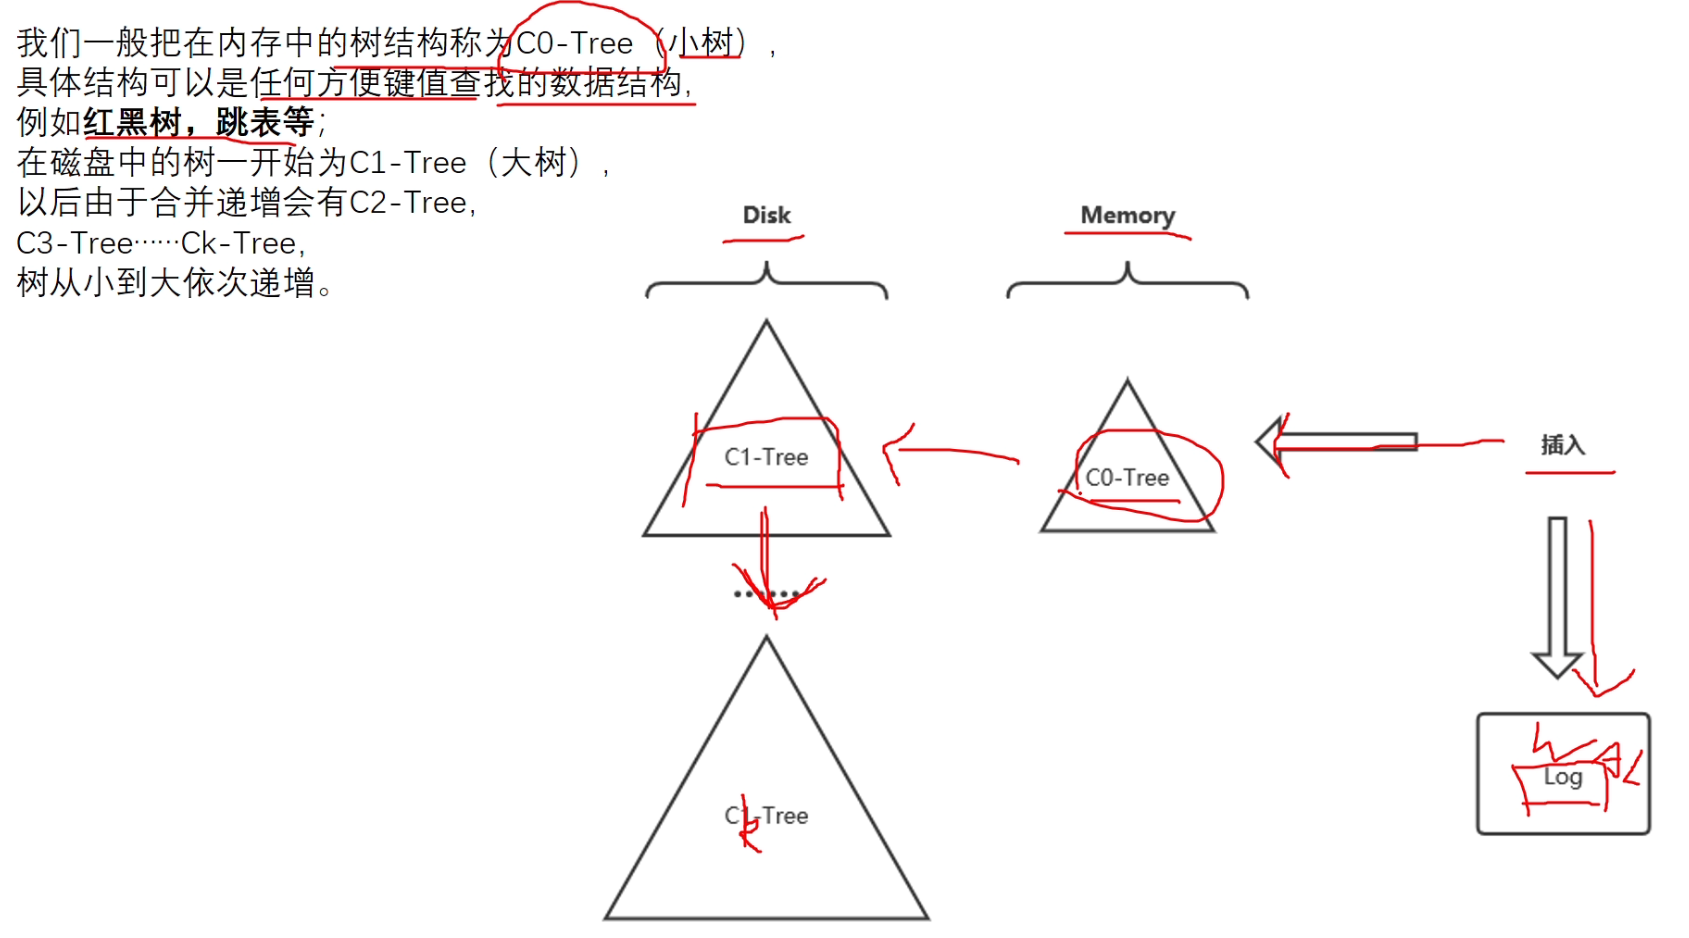 我们一般把在内存中的树结构称为C0-Tree（小树）,
具体结构可以是任何方便键值查找的数据结构,
例如红黑树，跳表等;
在磁盘中的树一开始为C1-Tree（大树）,
以后由于合并递增会有C2-Tree,
C3-Tree……Ck-Tree,
树从小到大依次递增。
Disk
Memory
C1-Tree
C0-Tree
插入
WAL
Log
Ck-Tree